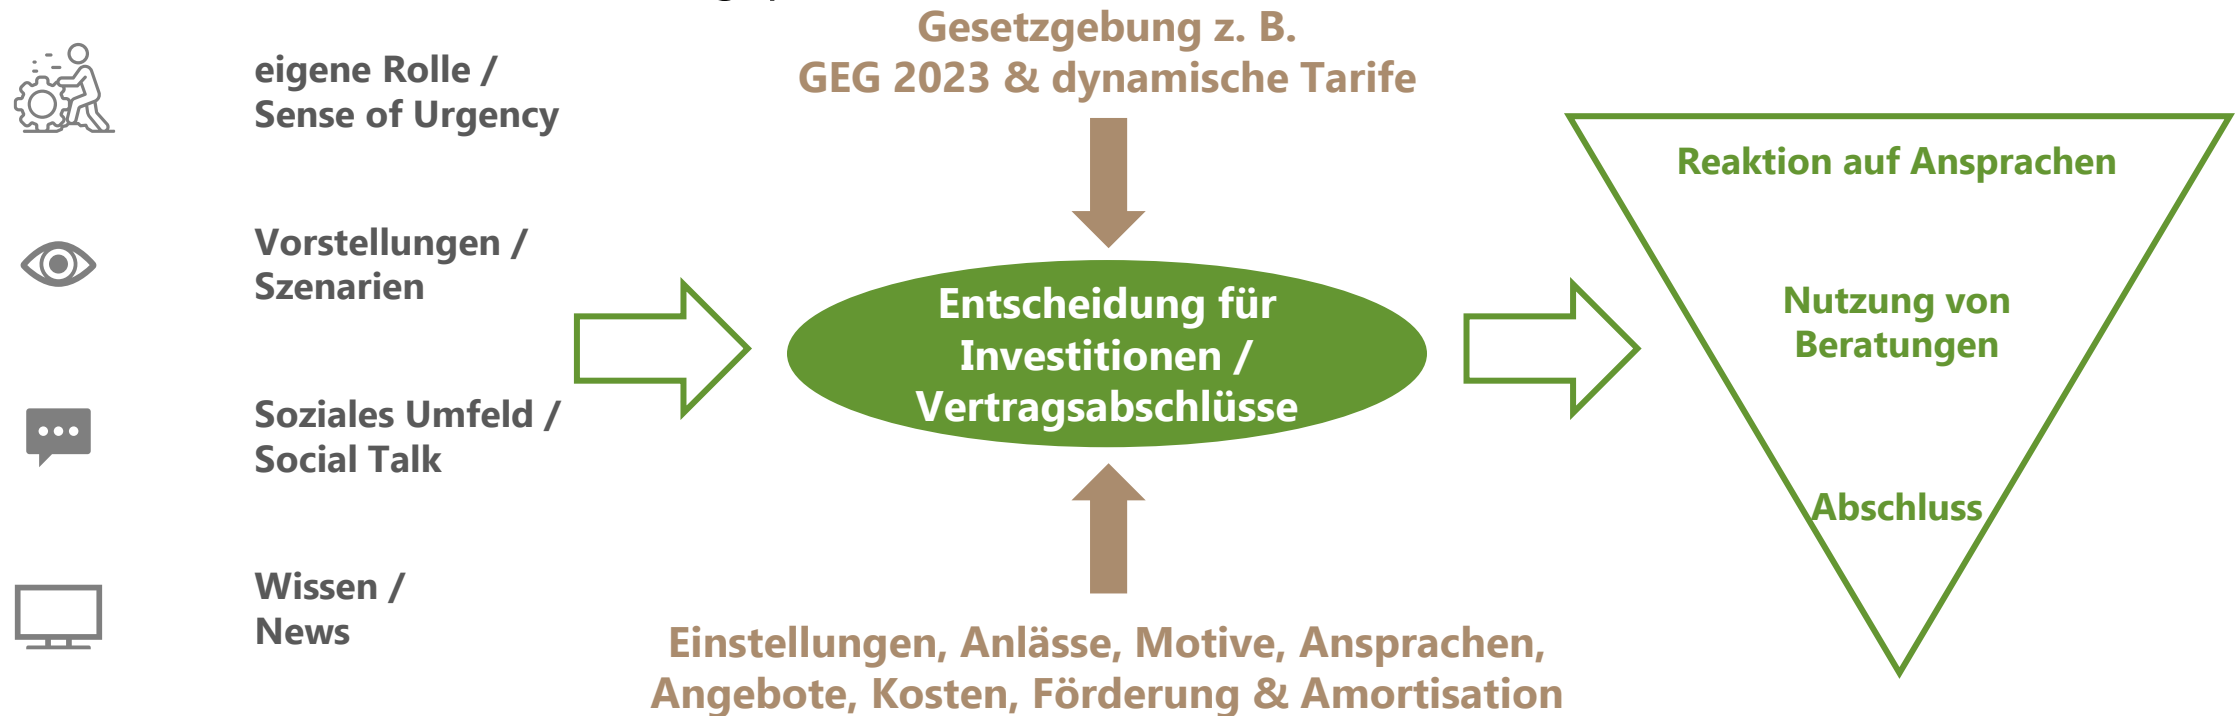 eigene Rolle /
Sense of Urgency
Vorstellungen /
Szenarien
Soziales Umfeld /
Social Talk
Wissen /
News
Gesetzgebung z. B.
GEG 2023 & dynamische Tarife
Entscheidung für
Investitionen /
Vertragsabschlüsse
Einstellungen, Anlässe, Motive, Ansprachen,
Angebote, Kosten, Förderung & Amortisation
Reaktion auf Ansprachen
Nutzung von
Beratungen
Abschluss